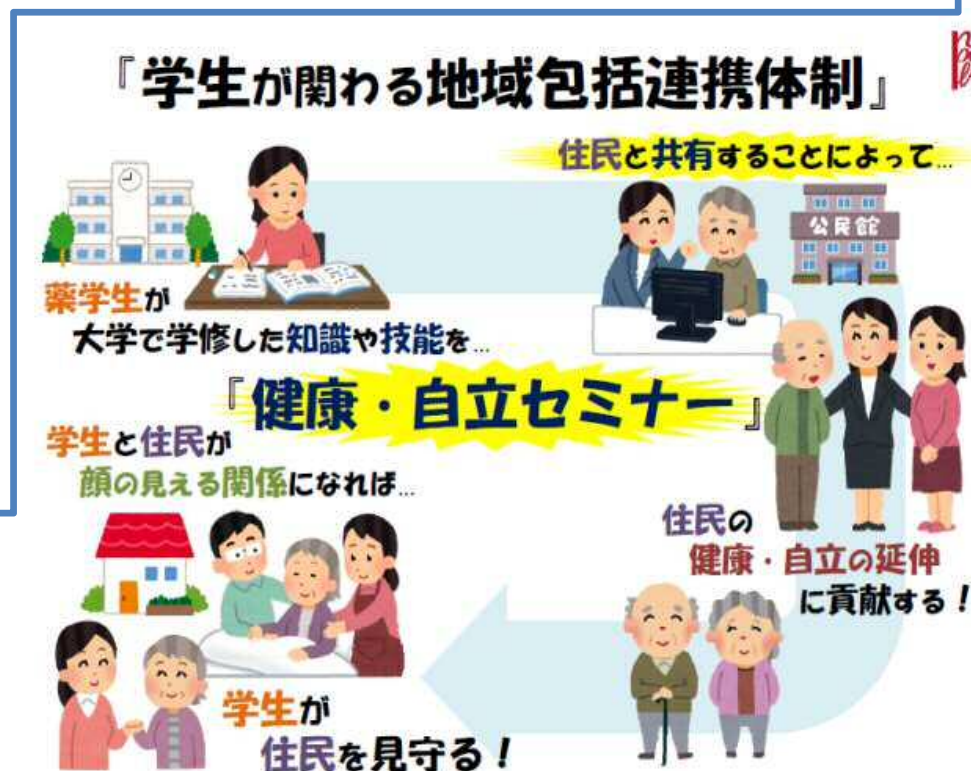 『学生が関わる地域包括連携体制』
住民と共有することによって…
公民館
薬学生が
大学で学修した知識や技能を…
『健康・自立セミナー』
学生と住民が
顔の見える関係になれば…
住民の
健康・自立の延伸
に貢献する！
学生が
住民を見守る！